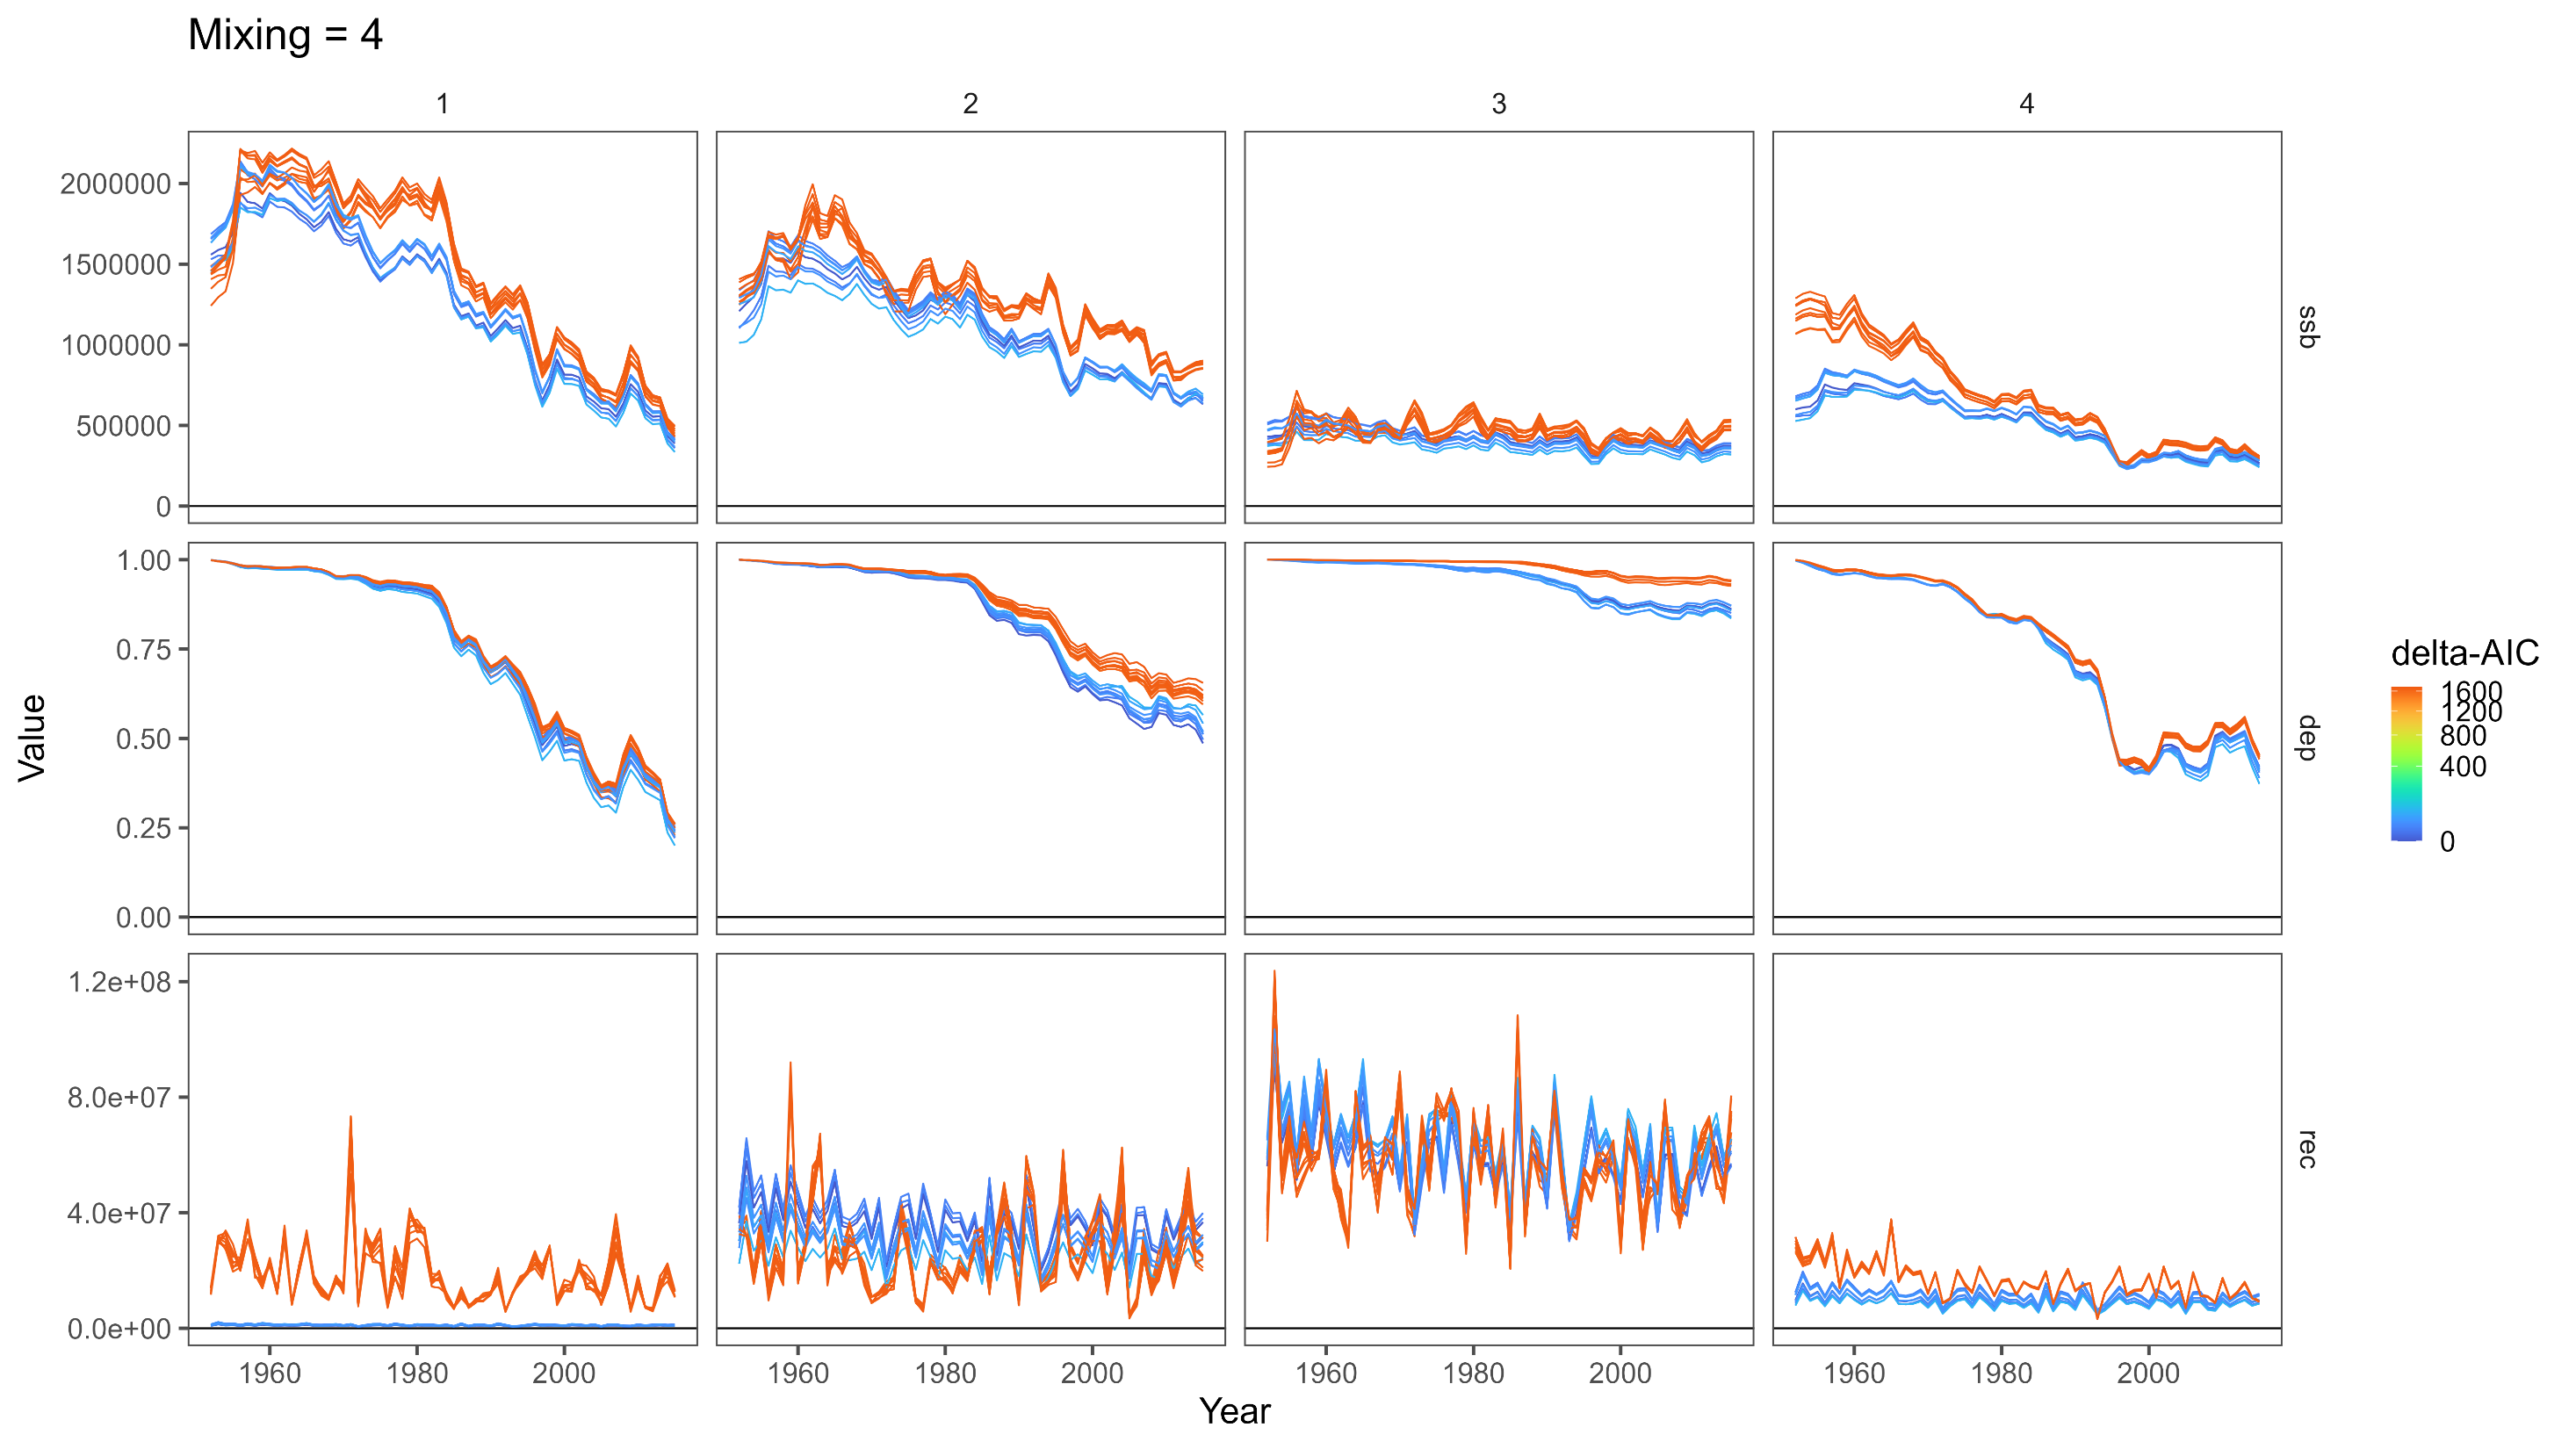 Mixing = 4
1 2 3 4
2000000
1500000
1000000
500000
0
ssb
1.00
0.75
0.50
0.25
0.00
dep
1.2e+08
8.0e+07
4.0e+07
0.0e+00
rec
1960 1980 2000 1960 1980 2000 1960 1980 2000 1960 1980 2000
Year
Value
delta-AIC
1600
1200
800
400
0